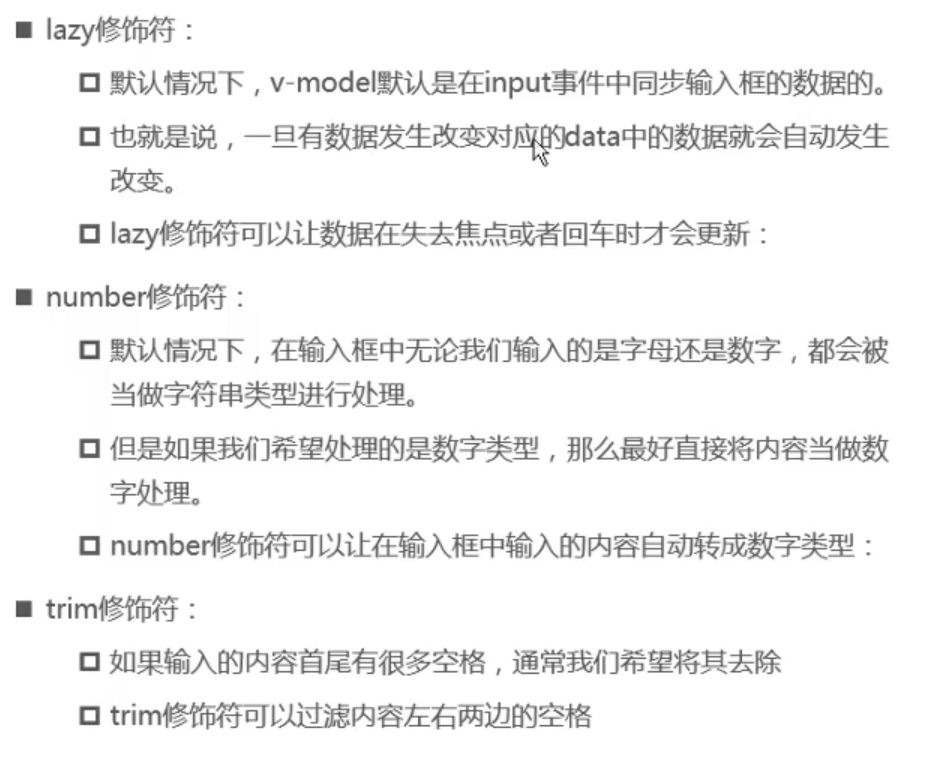 lazy修饰符：
默认情况下，v-model默认是在input事件中同步输入框的数据的。
也就是说，一旦有数据发生改变对应的data中的数据就会自动发生
改变。
lazy修饰符可以让数据在失去焦点或者回车时才会更新：
number修饰符：
默认情况下，在输入框中无论我们输入的是字母还是数字，都会被
当做字符串类型进行处理。
但是如果我们希望处理的是数字类型，那么最好直接将内容当做数
字处理。
number修饰符可以让在输入框中输入的内容自动转成数字类型：
trim修饰符：
如果输入的内容首尾有很多空格，通常我们希望将其去除
trim修饰符可以过滤内容左右两边的空格